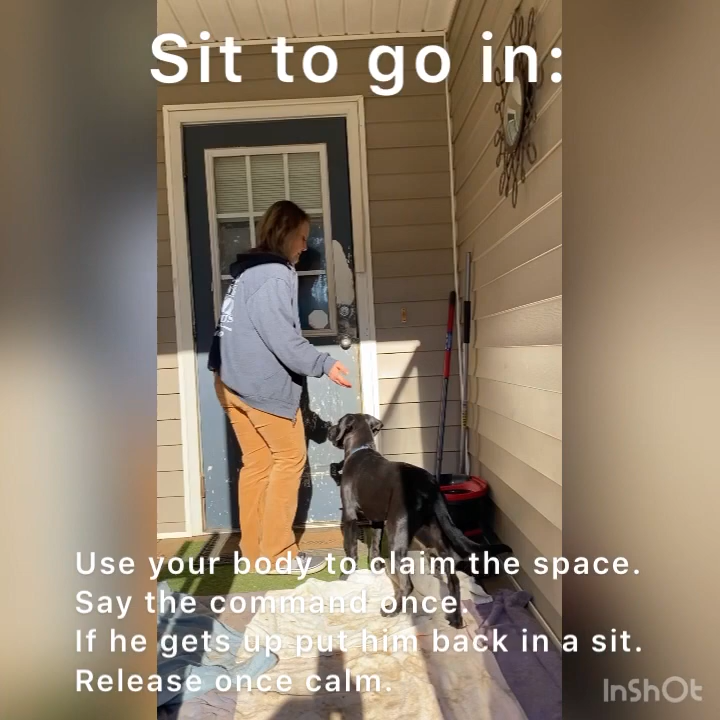 Sit to go in:
Use your body to claim the space.
Say the command once.
If he gets up put him back in a sit.
Release once calm.
InShOt